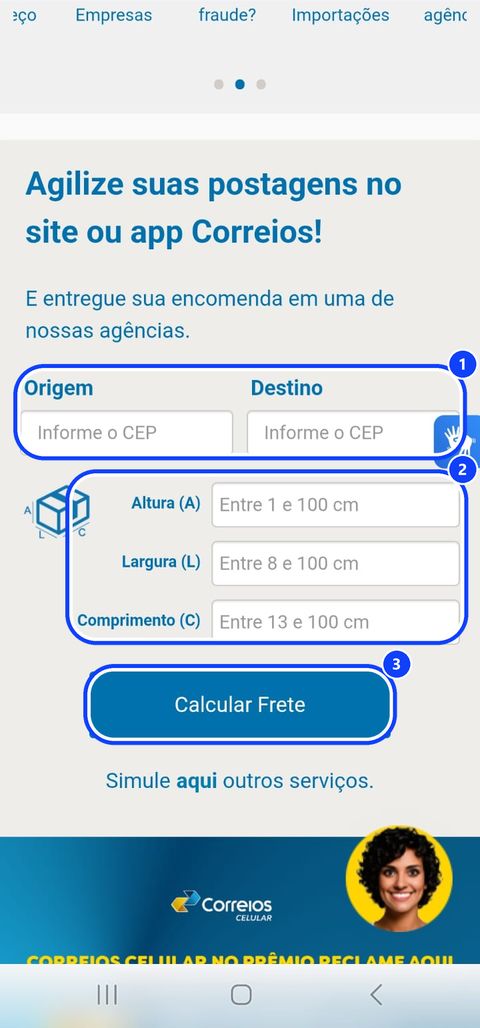 eço Empresas fraude? Importações agênc
Agilize suas postagens no
site ou app Correios!
E entregue sua encomenda em uma de
nossas agências.
1
Origem Destino
Informe o CEP Informe o CEP
2
A L C
Altura (A) Entre 1 e 100 cm
Largura (L) Entre 8 e 100 cm
Comprimento (C) Entre 13 e 100 cm
3
Calcular Frete
Simule aqui outros serviços.
Correios
CELULAR
CORREIOS CELULAR NO PRÊMIO RECLAME AQUI